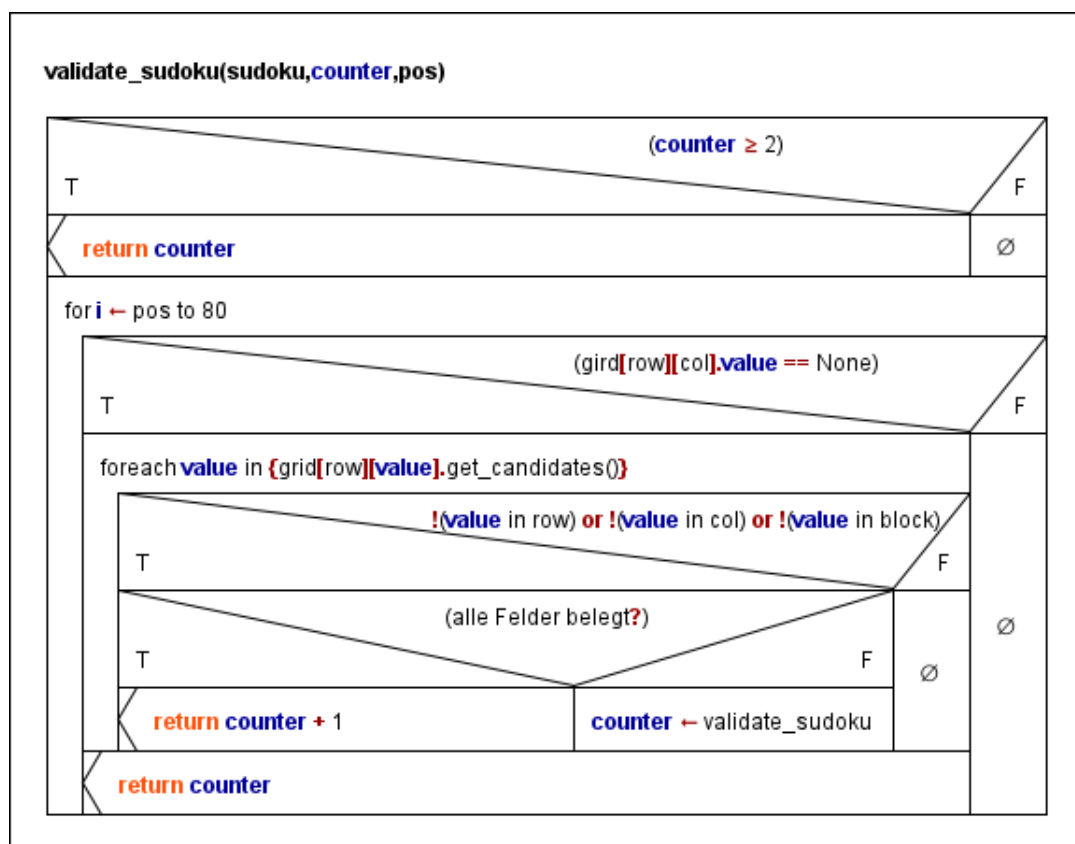 validate_sudoku(sudoku,counter,pos)
(counter ≥ 2)
T
F
return counter
∅
for i ← pos to 80
(gird[row][col].value == None)
T
F
foreach value in {grid[row][value].get_candidates()}
!(value in row) or !(value in col) or !(value in block)
T
F
(alle Felder belegt?)
∅
T
F
∅
return counter + 1
counter ← validate_sudoku
return counter